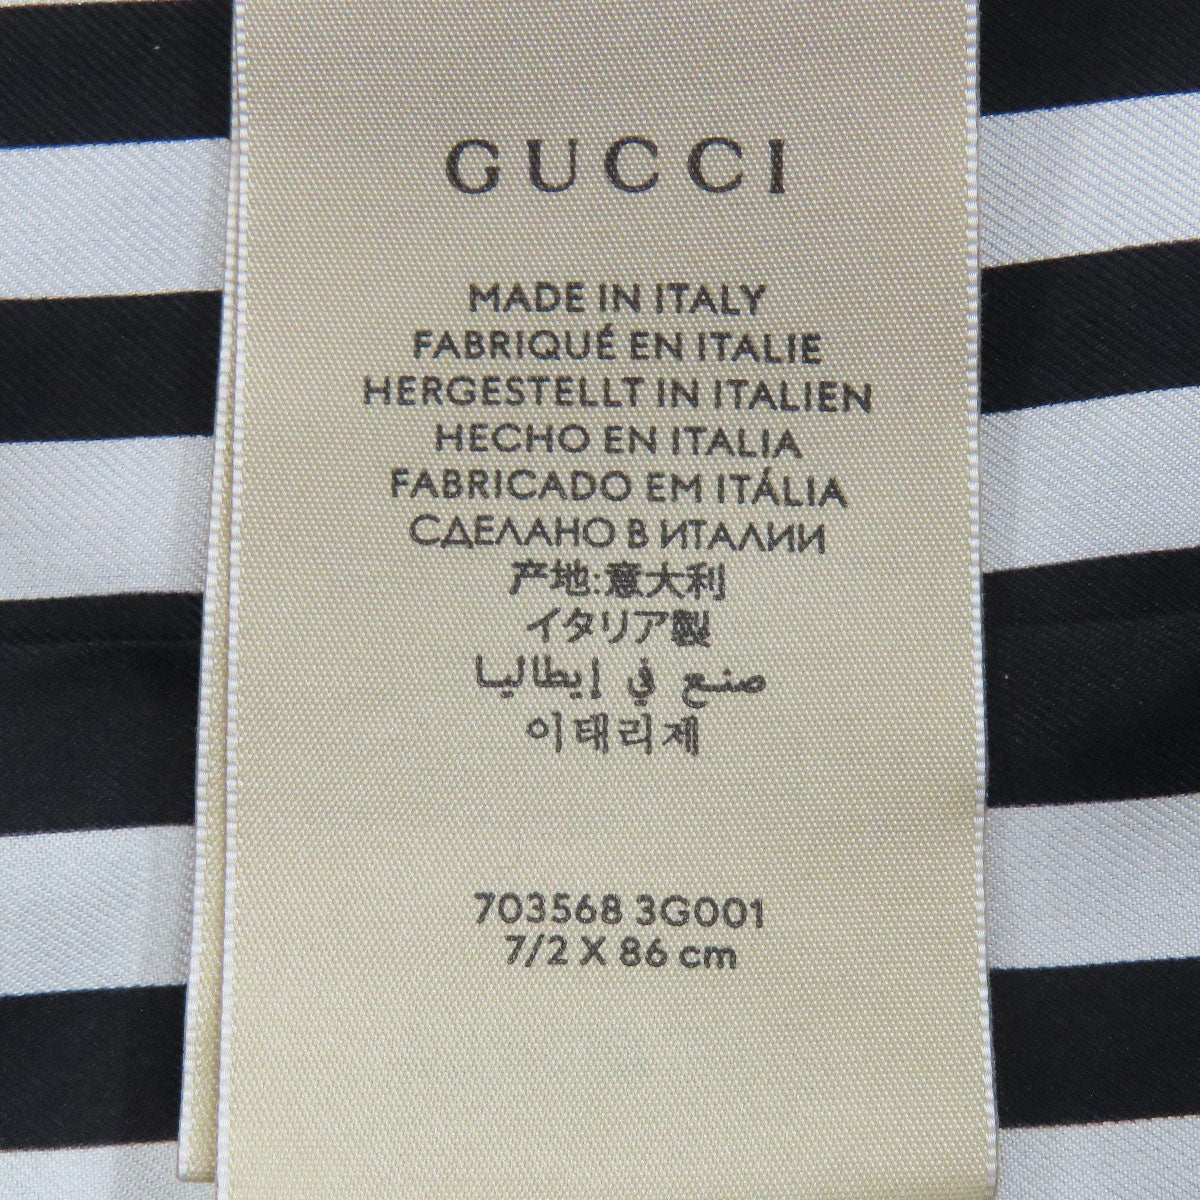 GUCCI
MADE IN ITALY
FABRIQUÉ EN ITALIE
HERGESTELLT IN ITALIEN
HECHO EN ITALIA
FABRICADO EM ITÁLIA
СДЕЛАНО В ИТАЛИИ
产地:意大利
イタリア製
صنع في إيطاليا
이태리제
703568 3G001
7/2 X 86 cm